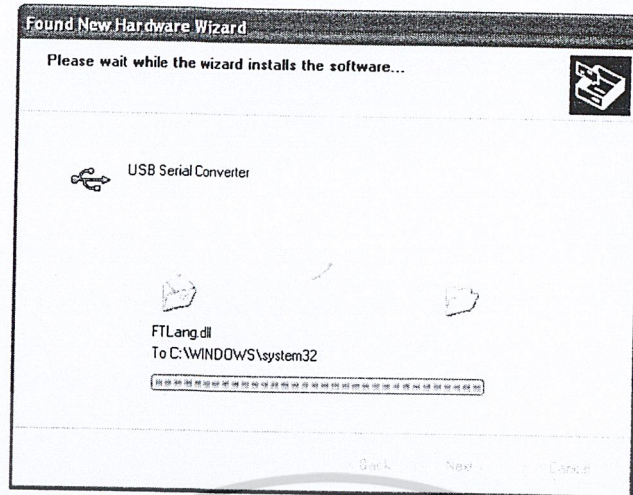 Found New Hardware Wizard
Please wait while the wizard installs the software...
USB Serial Converter
FTLang.dll
To C:\WINDOWS\system32
Back
Next
Cancel